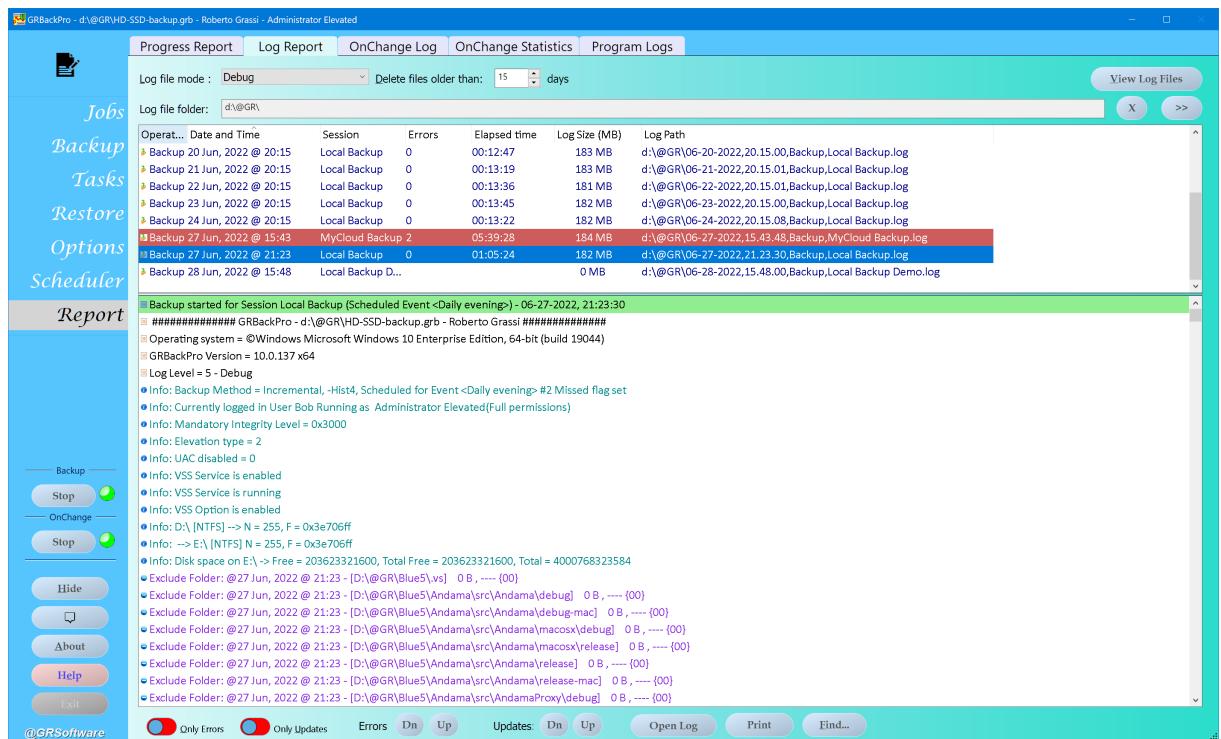 GRBackPro - d:\@GR\HD-SSD-backup.grb - Roberto Grassi - Administrator Elevated
Progress Report Log Report OnChange Log OnChange Statistics Program Logs
Log file mode : Debug Delete files older than: 15 days View Log Files
Log file folder: d:\@GR\ X >>
Jobs
Backup
Tasks
Restore
Options
Scheduler
Report
Operat... Date and Time Session Errors Elapsed time Log Size (MB) Log Path
Backup 20 Jun, 2022 @ 20:15 Local Backup 0 00:12:47 183 MB d:\@GR\06-20-2022,20.15.00,Backup,Local Backup.log
Backup 21 Jun, 2022 @ 20:15 Local Backup 0 00:13:19 183 MB d:\@GR\06-21-2022,20.15.01,Backup,Local Backup.log
Backup 22 Jun, 2022 @ 20:15 Local Backup 0 00:13:36 181 MB d:\@GR\06-22-2022,20.15.01,Backup,Local Backup.log
Backup 23 Jun, 2022 @ 20:15 Local Backup 0 00:13:45 182 MB d:\@GR\06-23-2022,20.15.00,Backup,Local Backup.log
Backup 24 Jun, 2022 @ 20:15 Local Backup 0 00:13:22 182 MB d:\@GR\06-24-2022,20.15.08,Backup,Local Backup.log
Backup 27 Jun, 2022 @ 15:43 MyCloud Backup 2 05:39:28 184 MB d:\@GR\06-27-2022,15.43.48,Backup,MyCloud Backup.log
Backup 27 Jun, 2022 @ 21:23 Local Backup 0 01:05:24 182 MB d:\@GR\06-27-2022,21.23.30,Backup,Local Backup.log
Backup 28 Jun, 2022 @ 15:48 Local Backup D... 0 MB d:\@GR\06-28-2022,15.48.00,Backup,Local Backup Demo.log
Backup started for Session Local Backup (Scheduled Event <Daily evening>) - 06-27-2022, 21:23:30
############## GRBackPro - d:\@GR\HD-SSD-backup.grb - Roberto Grassi ##############
Operating system = ©Windows Microsoft Windows 10 Enterprise Edition, 64-bit (build 19044)
GRBackPro Version = 10.0.137 x64
Log Level = 5 - Debug
Info: Backup Method = Incremental, -Hist4, Scheduled for Event <Daily evening> #2 Missed flag set
Info: Currently logged in User Bob Running as  Administrator Elevated(Full permissions)
Info: Mandatory Integrity Level = 0x3000
Info: Elevation type = 2
Info: UAC disabled = 0
Info: VSS Service is enabled
Info: VSS Service is running
Info: VSS Option is enabled
Info: D:\ [NTFS] --> N = 255, F = 0x3e706ff
Info:  --> E:\ [NTFS] N = 255, F = 0x3e706ff
Info: Disk space on E:\ -> Free = 203623321600, Total Free = 203623321600, Total = 4000768323584
Exclude Folder: @27 Jun, 2022 @ 21:23 - [D:\@GR\Blue5\.vs]   0 B , ---- {00}
Exclude Folder: @27 Jun, 2022 @ 21:23 - [D:\@GR\Blue5\Andama\src\Andama\debug]   0 B , ---- {00}
Exclude Folder: @27 Jun, 2022 @ 21:23 - [D:\@GR\Blue5\Andama\src\Andama\debug-mac]   0 B , ---- {00}
Exclude Folder: @27 Jun, 2022 @ 21:23 - [D:\@GR\Blue5\Andama\src\Andama\macosx\debug]   0 B , ---- {00}
Exclude Folder: @27 Jun, 2022 @ 21:23 - [D:\@GR\Blue5\Andama\src\Andama\macosx\release]   0 B , ---- {00}
Exclude Folder: @27 Jun, 2022 @ 21:23 - [D:\@GR\Blue5\Andama\src\Andama\release]   0 B , ---- {00}
Exclude Folder: @27 Jun, 2022 @ 21:23 - [D:\@GR\Blue5\Andama\src\Andama\release-mac]   0 B , ---- {00}
Exclude Folder: @27 Jun, 2022 @ 21:23 - [D:\@GR\Blue5\Andama\src\AndamaProxy\debug]   0 B , ---- {00}
Backup
Stop
OnChange
Stop
Hide
About
Help
Exit
@GRSoftware
Only Errors Only Updates Errors Dn Up Updates: Dn Up Open Log Print Find...